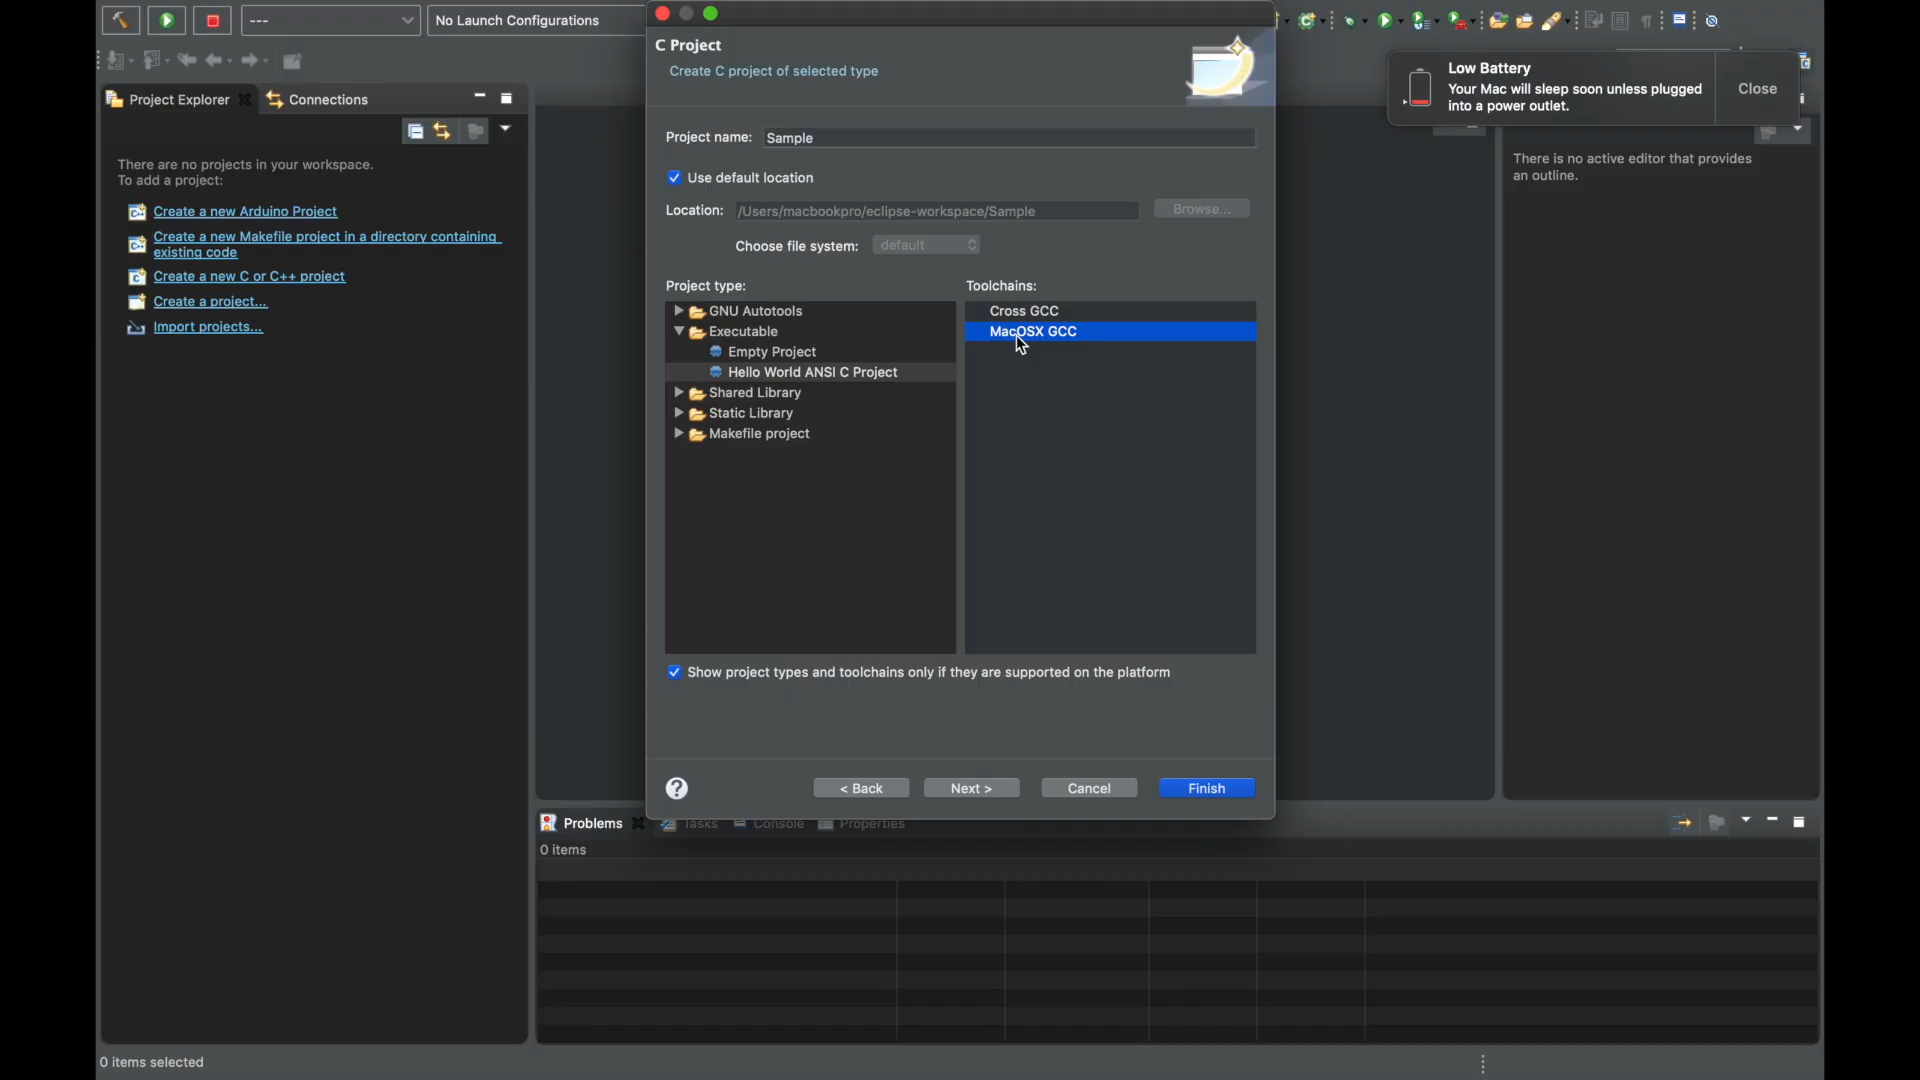 ---
No Launch Configurations
C Project
Create C project of selected type
Low Battery
Your Mac will sleep soon unless plugged
into a power outlet.
Close
Project Explorer
Connections
There are no projects in your workspace.
To add a project:
Create a new Arduino Project
Create a new Makefile project in a directory containing
existing code
Create a new C or C++ project
Create a project...
Import projects...
Project name:
Sample
Use default location
Location:
/Users/macbookpro/eclipse-workspace/Sample
Browse...
Choose file system:
default
Project type:
Toolchains:
GNU Autotools
Executable
Empty Project
Hello World ANSI C Project
Shared Library
Static Library
Makefile project
Cross GCC
MacOSX GCC
Show project types and toolchains only if they are supported on the platform
?
< Back
Next >
Cancel
Finish
There is no active editor that provides
an outline.
Problems
Tasks
Console
Properties
0 items
0 items selected